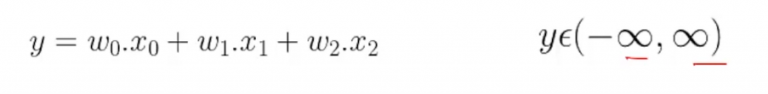 y = w₀.x₀ + w₁.x₁ + w₂.x₂ yϵ(−∞, ∞)